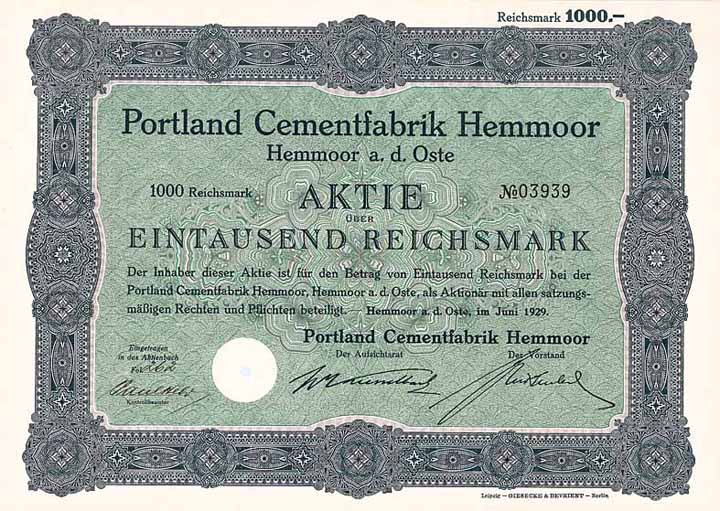 Reichsmark 1000.—
Portland Cementfabrik Hemmoor
Hemmoor a. d. Oste
1000 Reichsmark AKTIE №03939
ÜBER
EINTAUSEND REICHSMARK
Der Inhaber dieser Aktie ist für den Betrag von Eintausend Reichsmark bei der
Portland Cementfabrik Hemmoor, Hemmoor a. d. Oste, als Aktionär mit allen satzungs-
mäßigen Rechten und Pflichten beteiligt. — Hemmoor a. d. Oste, im Juni 1929.
Portland Cementfabrik Hemmoor
Der Aufsichtsrat Der Vorstand
Eingetragen
in das Aktienbuch
Fol. 262
Kontrollbeamter
Leipzig — GIESECKE & DEVRIENT — Berlin.